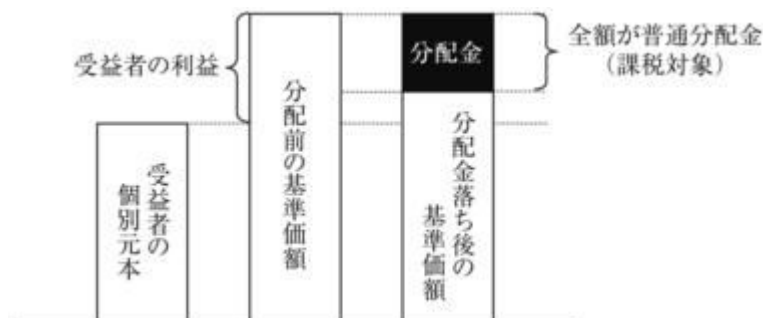 受益者の利益
分配金
全額が普通分配金
（課税対象）
受益者の
個別元本
分配前の基準価額
分配金落ち後の
基準価額